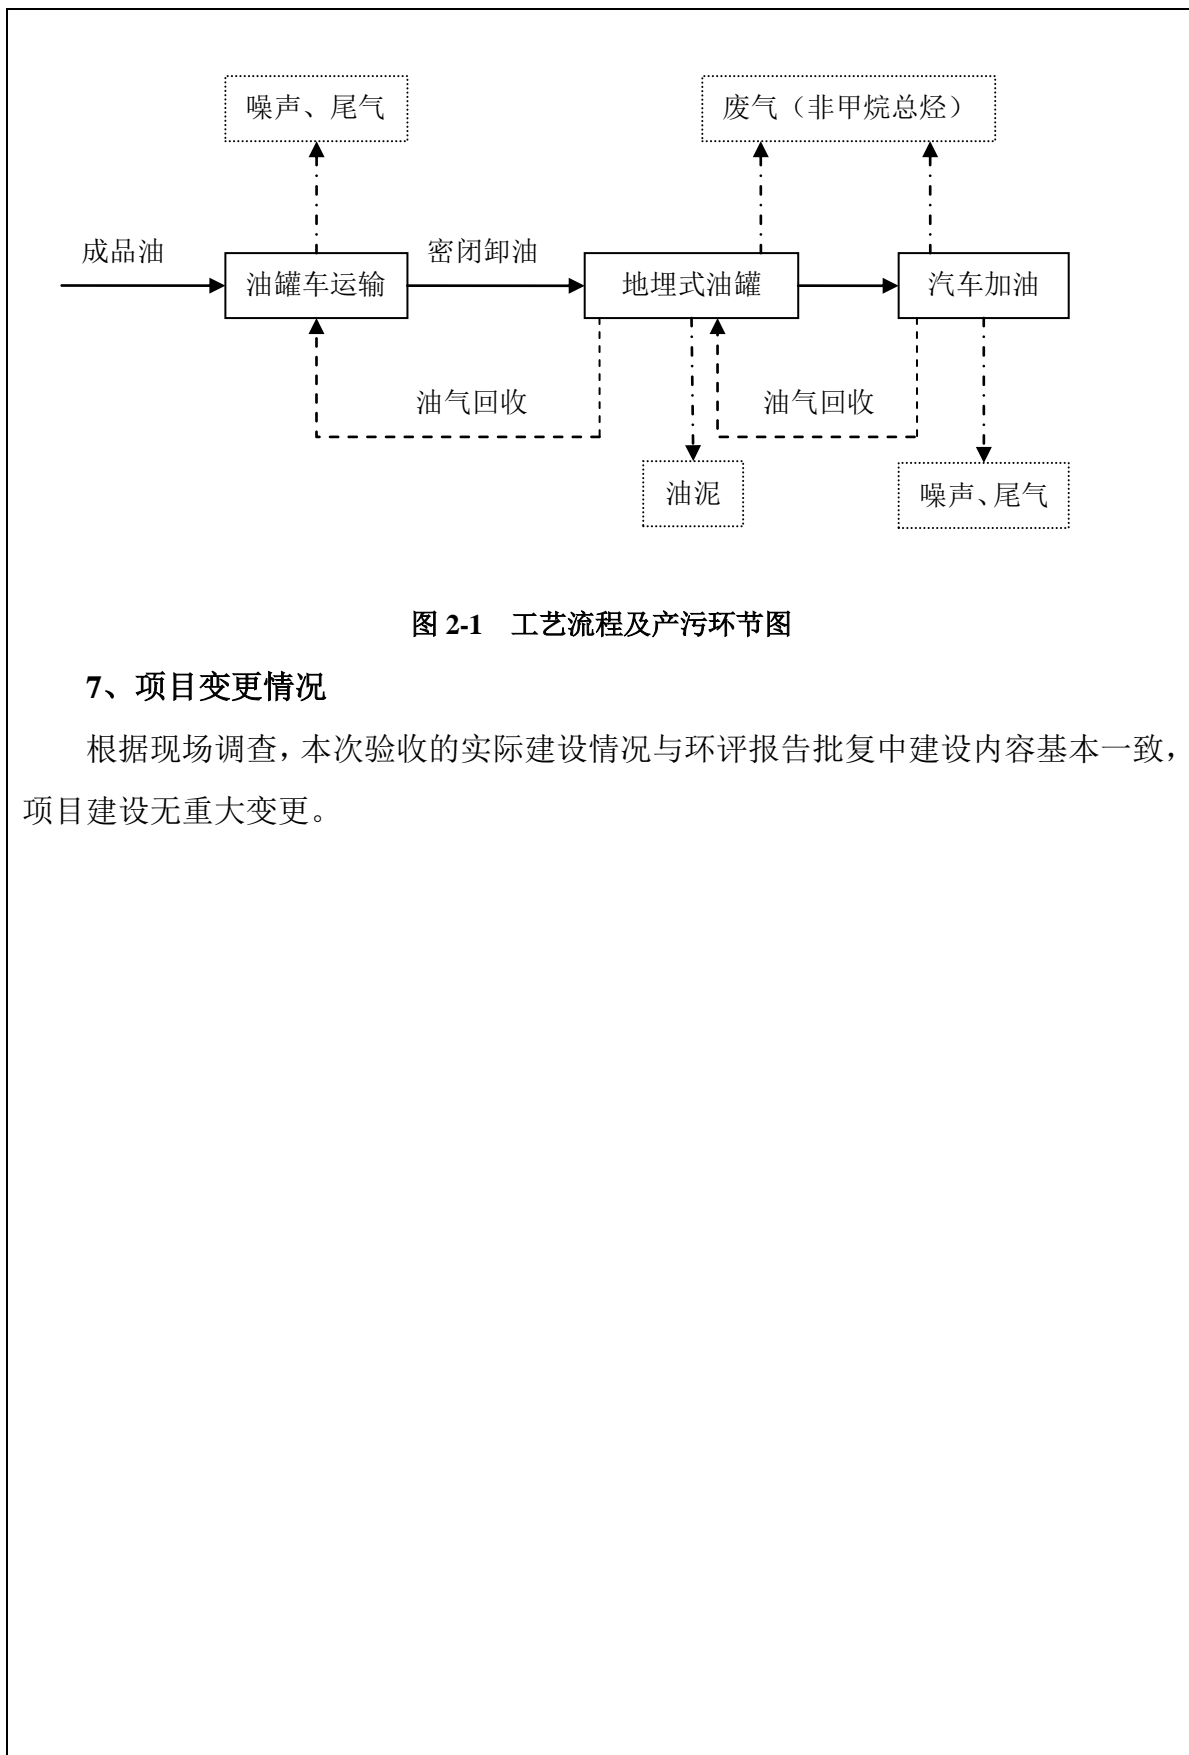 噪声、尾气
废气（非甲烷总烃）
成品油
密闭卸油
油罐车运输
地埋式油罐
汽车加油
油气回收
油气回收
油泥
噪声、尾气
图 2-1 工艺流程及产污环节图
7、项目变更情况
根据现场调查，本次验收的实际建设情况与环评报告批复中建设内容基本一致，
项目建设无重大变更。